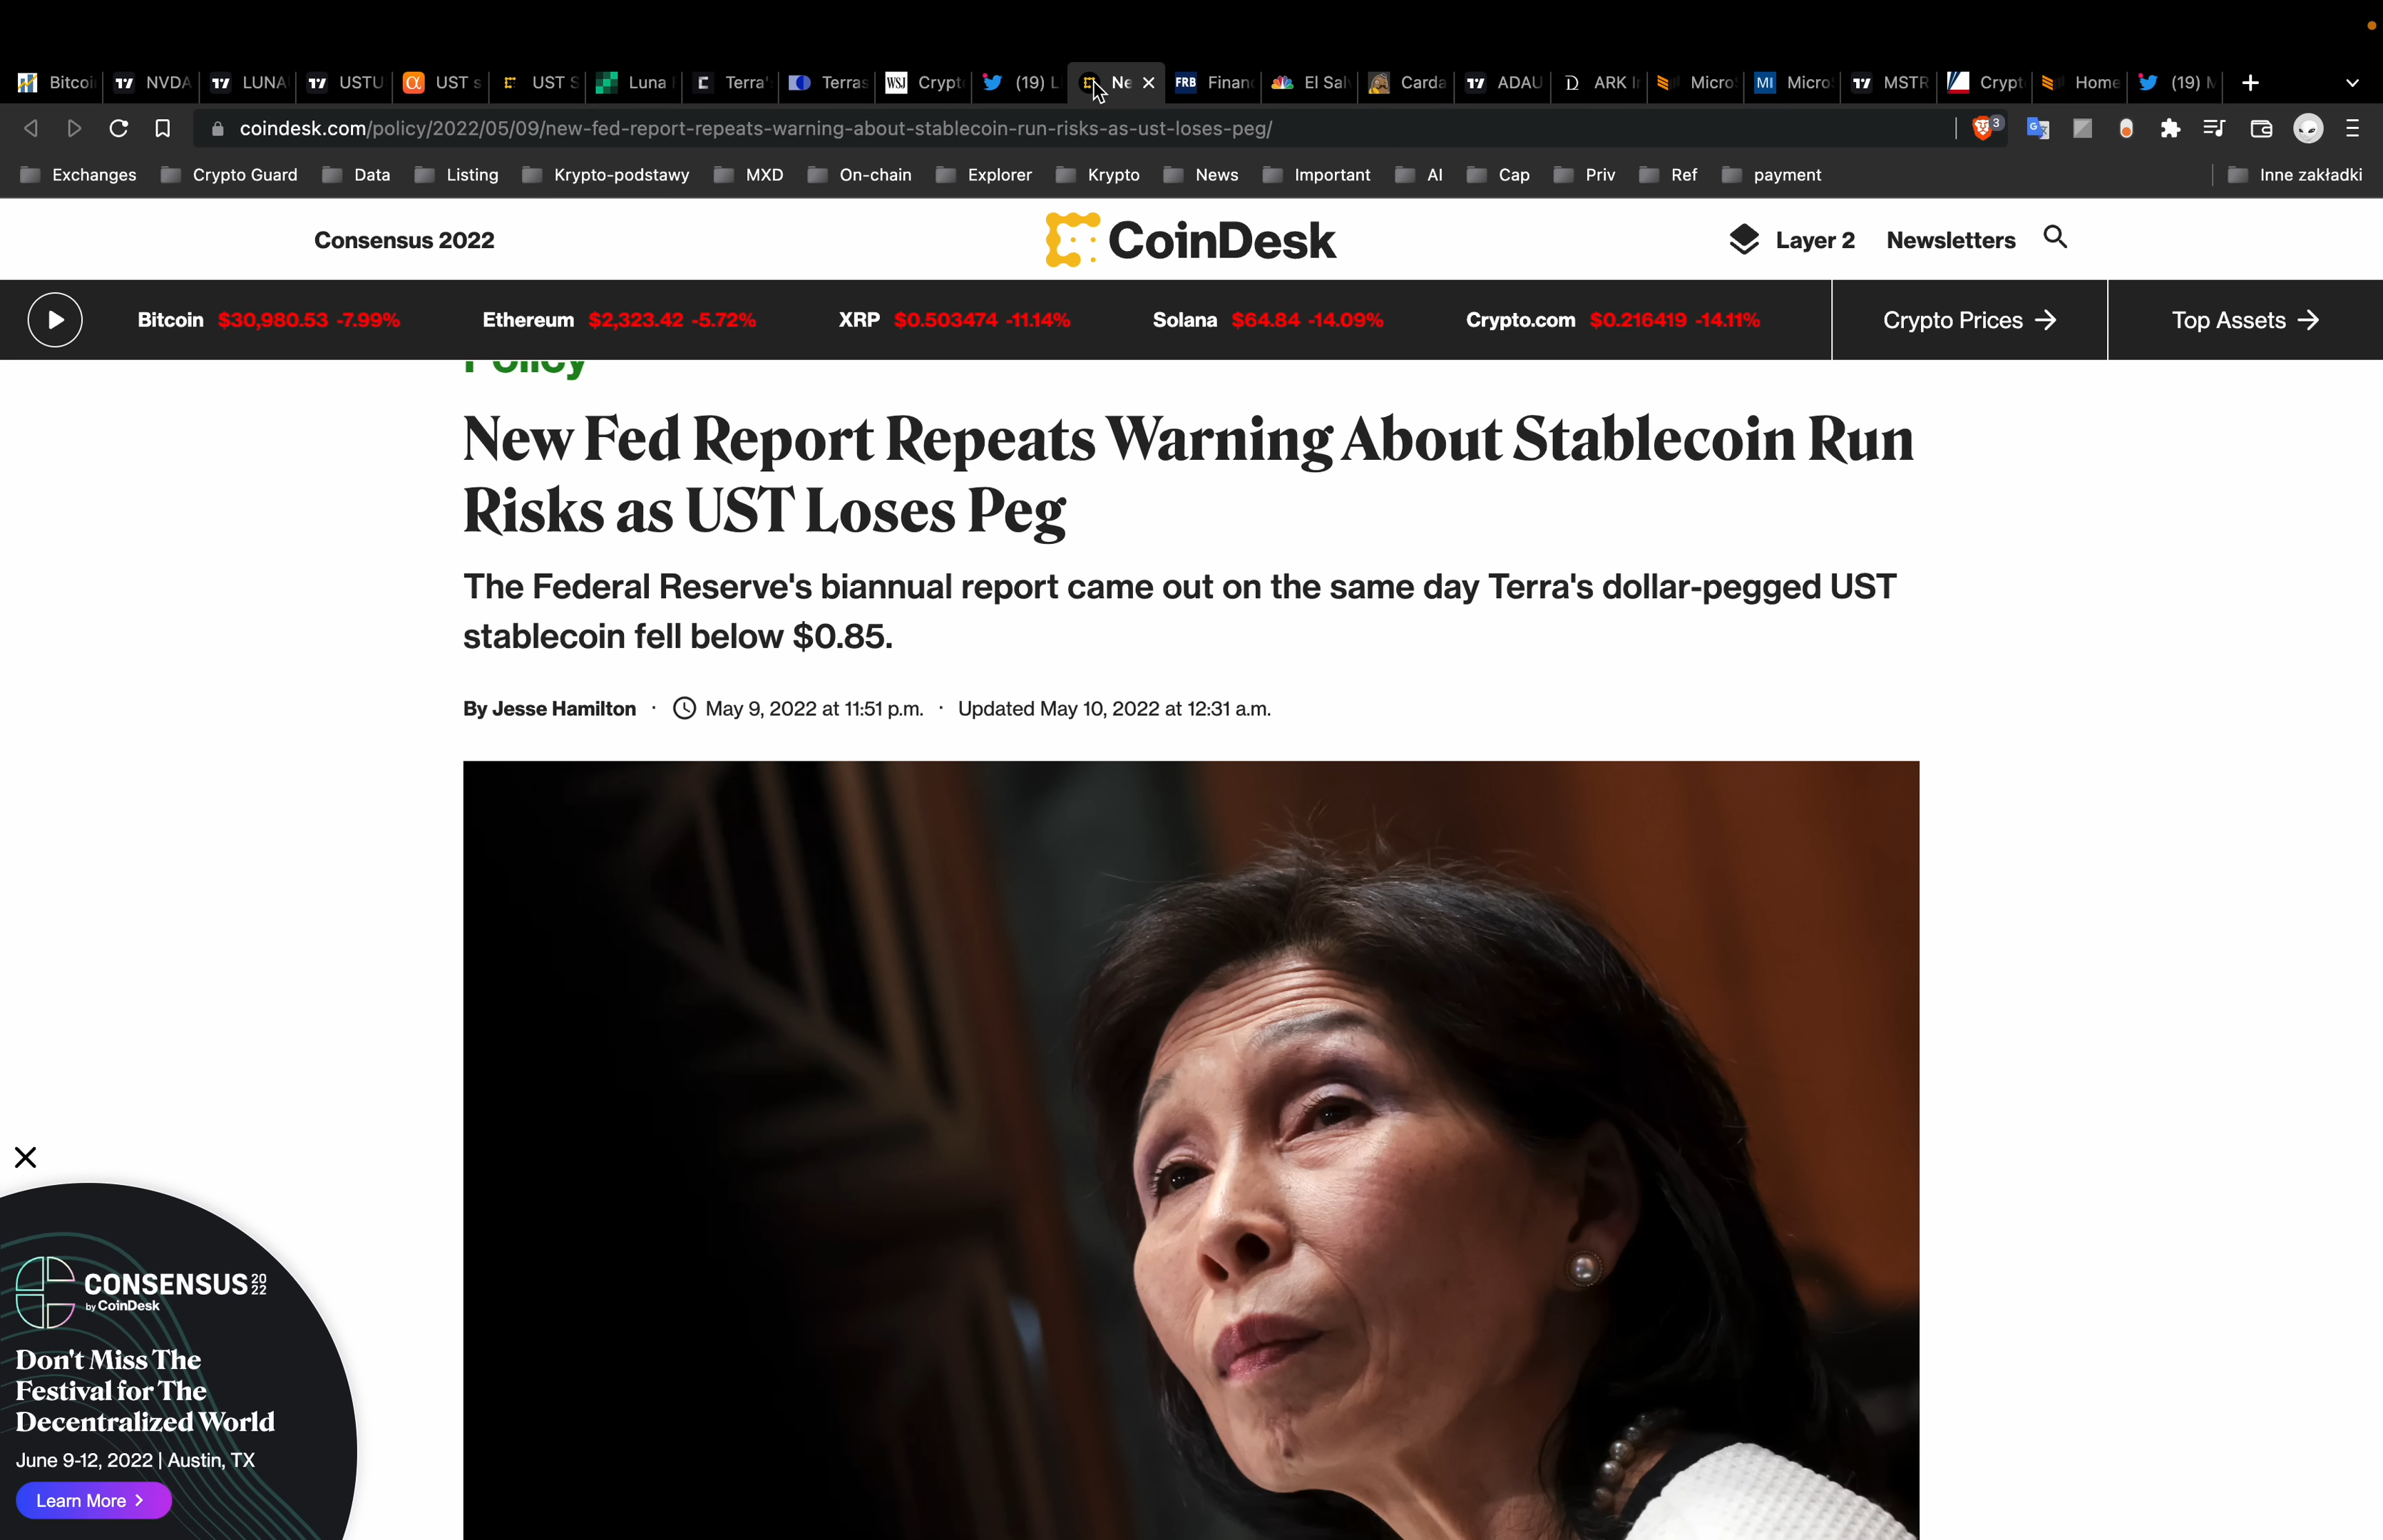 Bitcoi
NVDA
LUNA
USTU
UST s
UST S
Luna
Terra'
Terras
WSJ
Crypt
(19) L
Ne
FRB
Financ
El Sal
Carda
ADAU
ARK I
Micro
MI
Micro
MSTR
Crypt
Home
(19) M
coindesk.com/policy/2022/05/09/new-fed-report-repeats-warning-about-stablecoin-run-risks-as-ust-loses-peg/
3
Exchanges
Crypto Guard
Data
Listing
Krypto-podstawy
MXD
On-chain
Explorer
Krypto
News
Important
AI
Cap
Priv
Ref
payment
Inne zakładki
Consensus 2022
CoinDesk
Layer 2
Newsletters
Bitcoin $30,980.53 -7.99%
Ethereum $2,323.42 -5.72%
XRP $0.503474 -11.14%
Solana $64.84 -14.09%
Crypto.com $0.216419 -14.11%
Crypto Prices →
Top Assets →
Policy
New Fed Report Repeats Warning About Stablecoin Run
Risks as UST Loses Peg
The Federal Reserve's biannual report came out on the same day Terra's dollar-pegged UST
stablecoin fell below $0.85.
By Jesse Hamilton · May 9, 2022 at 11:51 p.m. · Updated May 10, 2022 at 12:31 a.m.
CONSENSUS 2022
by CoinDesk
Don't Miss The
Festival for The
Decentralized World
June 9-12, 2022 | Austin, TX
Learn More >